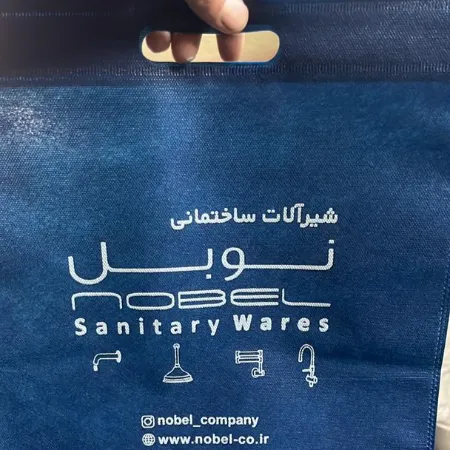 شیرآلات ساختمانی
نوبل
NOBEL
Sanitary Wares
nobel_company
www.nobel-co.ir